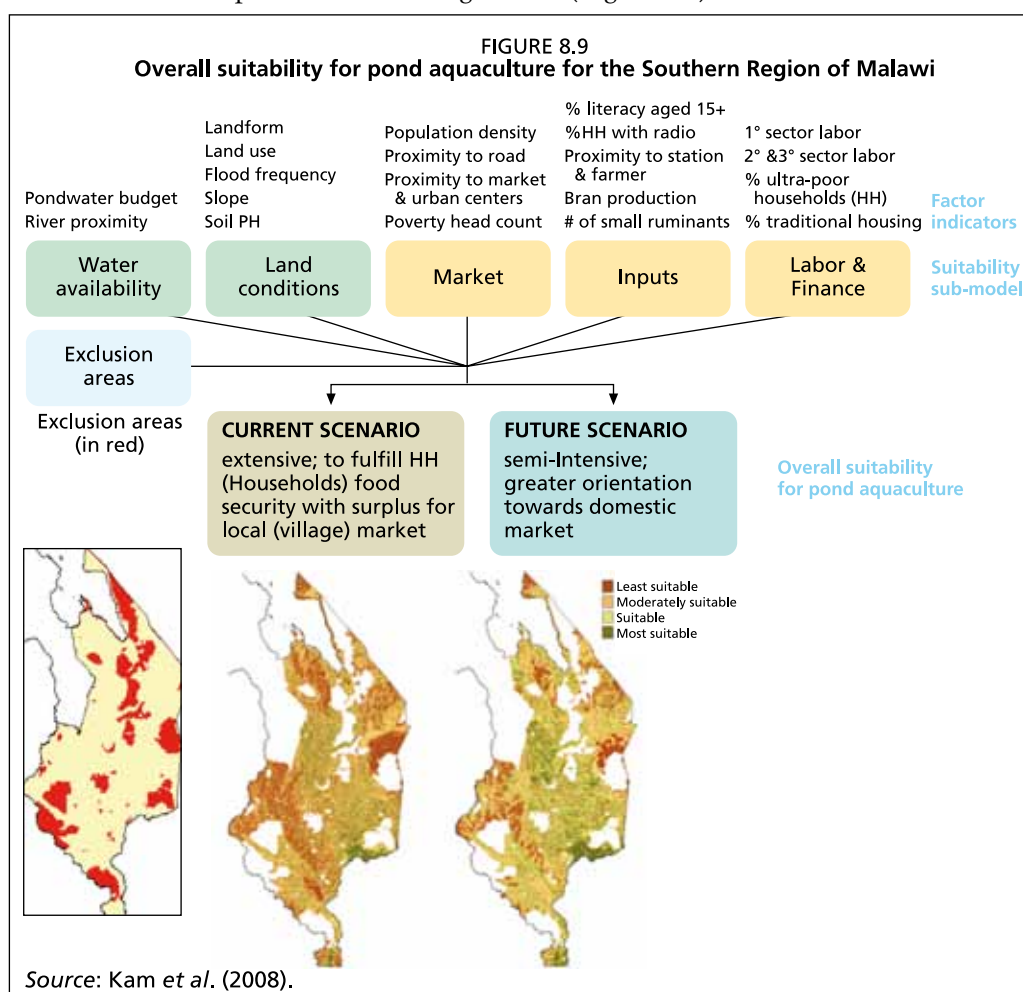 FIGURE 8.9
Overall suitability for pond aquaculture for the Southern Region of Malawi
Pondwater budget
River proximity
Landform
Land use
Flood frequency
Slope
Soil PH
Population density
Proximity to road
Proximity to market
& urban centers
Poverty head count
% literacy aged 15+
%HH with radio
Proximity to station
& farmer
Bran production
# of small ruminants
1° sector labor
2° &3° sector labor
% ultra-poor
households (HH)
% traditional housing
Factor
indicators
Water
availability
Land
conditions
Market
Inputs
Labor &
Finance
Suitability
sub-model
Exclusion
areas
Exclusion areas
(in red)
CURRENT SCENARIO
extensive; to fulfill HH
(Households) food
security with surplus for
local (village) market
FUTURE SCENARIO
semi-Intensive;
greater orientation
towards domestic
market
Overall suitability
for pond aquaculture
Least suitable
Moderately suitable
Suitable
Most suitable
Source: Kam et al. (2008).